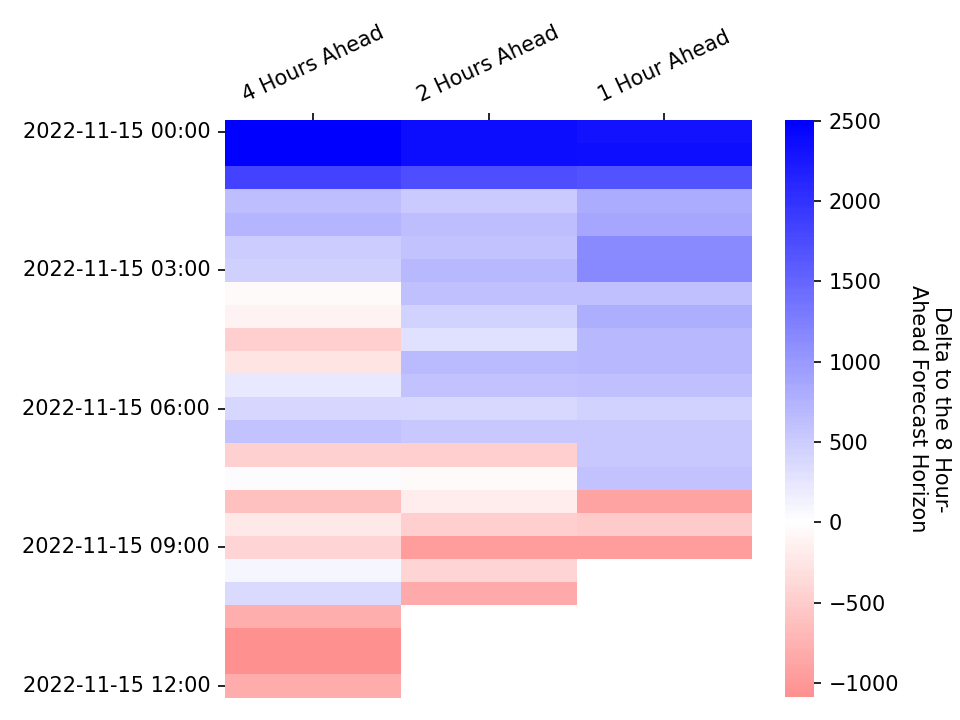 4 Hours Ahead
2 Hours Ahead
1 Hour Ahead
2022-11-15 00:00
2022-11-15 03:00
2022-11-15 06:00
2022-11-15 09:00
2022-11-15 12:00
2500
2000
1500
1000
500
0
−500
−1000
Delta to the 8 Hour-
Ahead Forecast Horizon